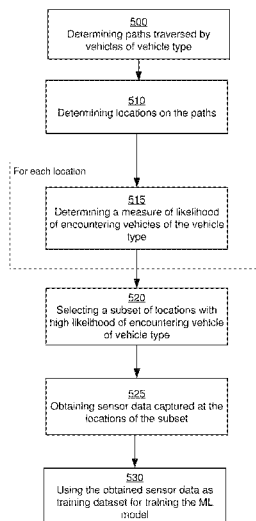 500
Determining paths traversed by
vehicles of vehicle type
510
Determining locations on the paths
For each location
515
Determining a measure of likelihood
of encountering vehicles of the vehicle
type
520
Selecting a subset of locations with
high likelihood of encountering vehicle
of vehicle type
525
Obtaining sensor data captured at the
locations of the subset
530
Using the obtained sensor data as
training dataset for training the ML
model